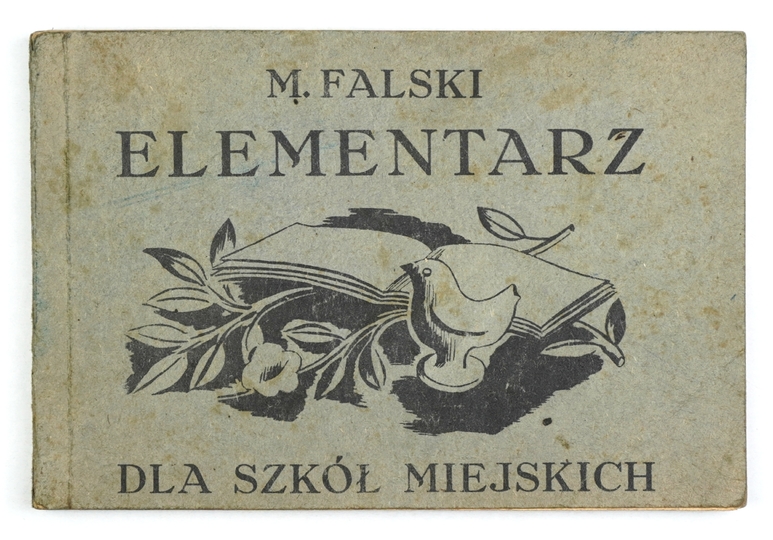 M. FALSKI
ELEMENTARZ
DLA SZKÓŁ MIEJSKICH